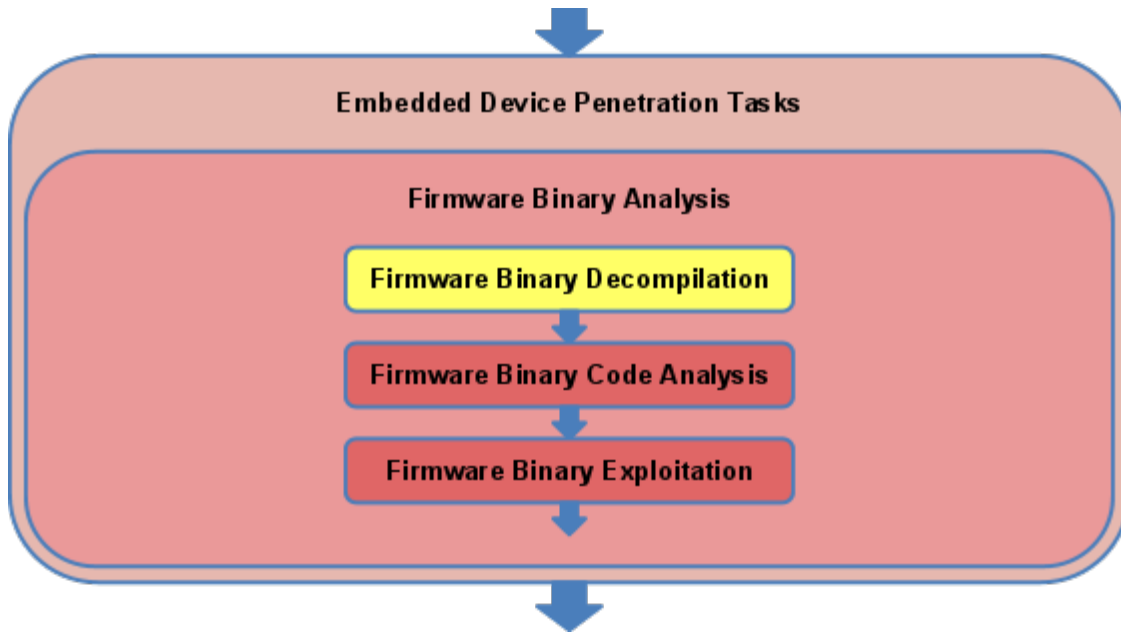 Embedded Device Penetration Tasks
Firmware Binary Analysis
Firmware Binary Decompilation
Firmware Binary Code Analysis
Firmware Binary Exploitation